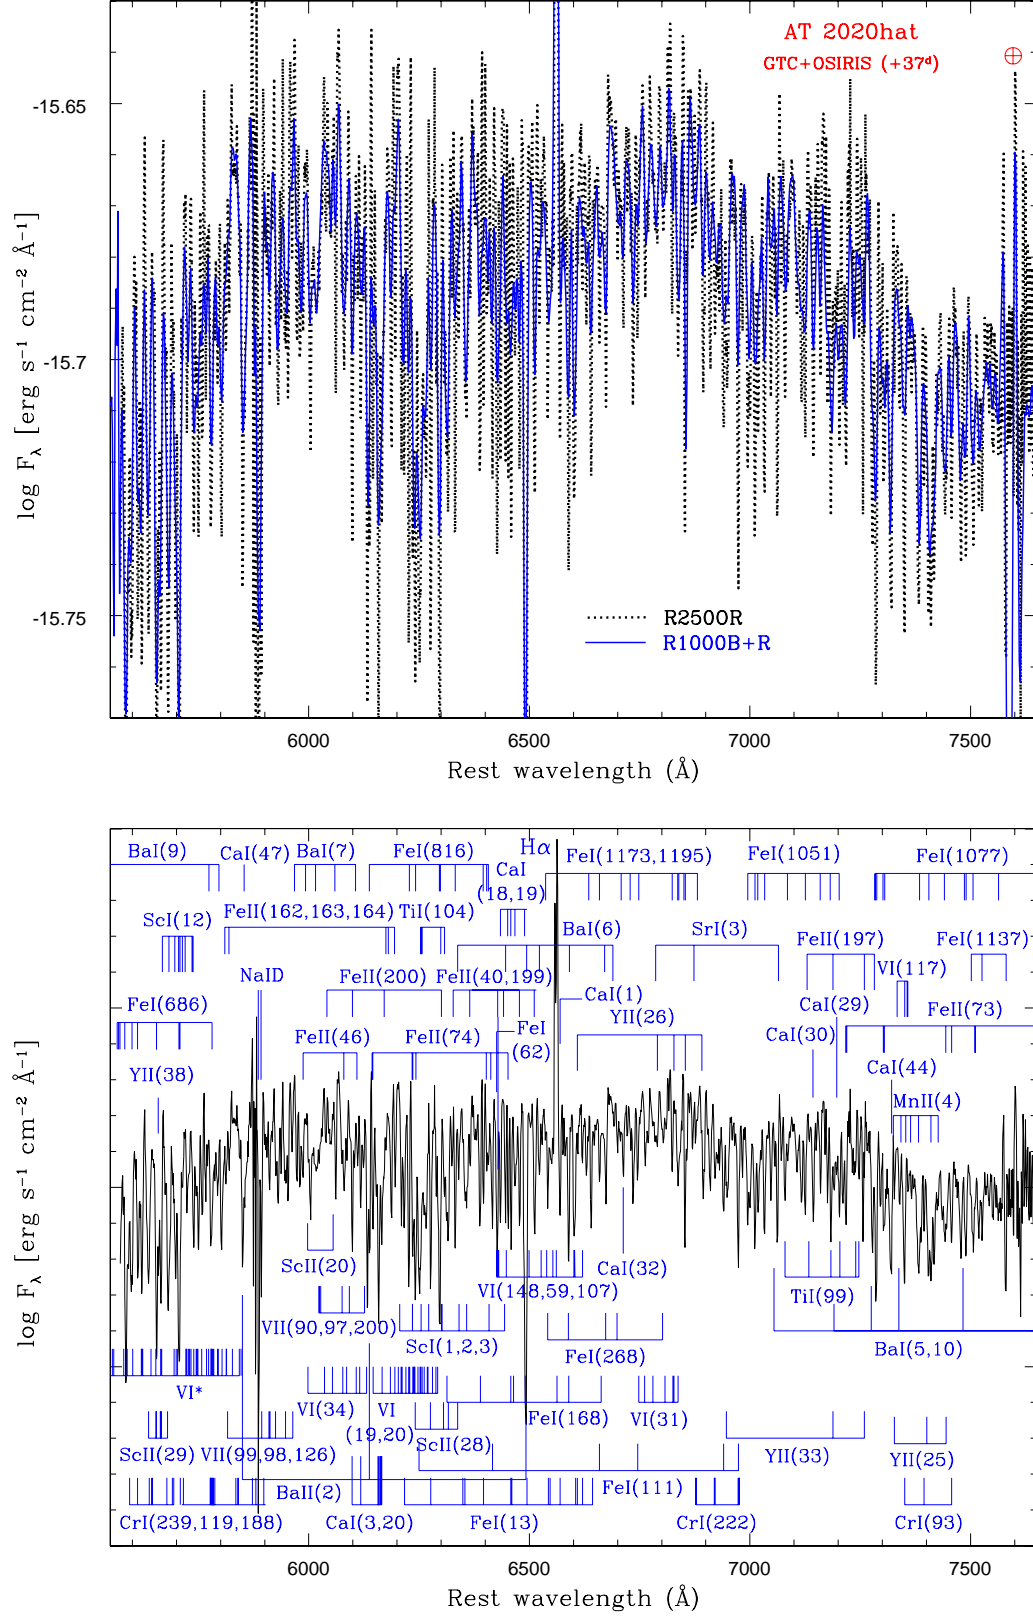 AT 2020hat
GTC+OSIRIS (+37ᵈ)
-15.65
-15.7
-15.75
log Fλ [erg s⁻¹ cm⁻² Å⁻¹]
R2500R
R1000B+R
6000 6500 7000 7500
Rest wavelength (Å)
Hα
BaI(9) CaI(47) BaI(7) FeI(816) FeI(1173,1195) FeI(1051) FeI(1077)
CaI
(18,19)
ScI(12) FeII(162,163,164) TiI(104) BaI(6) SrI(3) FeII(197) FeI(1137)
VI(117)
NaID FeII(200) FeII(40,199) CaI(1) CaI(29)
FeI(686) YII(26) FeII(73)
FeII(46) FeII(74) FeI
(62)
CaI(30)
CaI(44)
YII(38)
MnII(4)
ScII(20) CaI(32)
VI(148,59,107) TiI(99)
VII(90,97,200)
ScI(1,2,3) FeI(268) BaI(5,10)
VI*
VI(34) VI
(19,20)
FeI(168) VI(31)
ScII(29) VII(99,98,126) ScII(28) YII(33) YII(25)
BaII(2) FeI(111)
CrI(239,119,188) CaI(3,20) FeI(13) CrI(222) CrI(93)
log Fλ [erg s⁻¹ cm⁻² Å⁻¹]
6000 6500 7000 7500
Rest wavelength (Å)